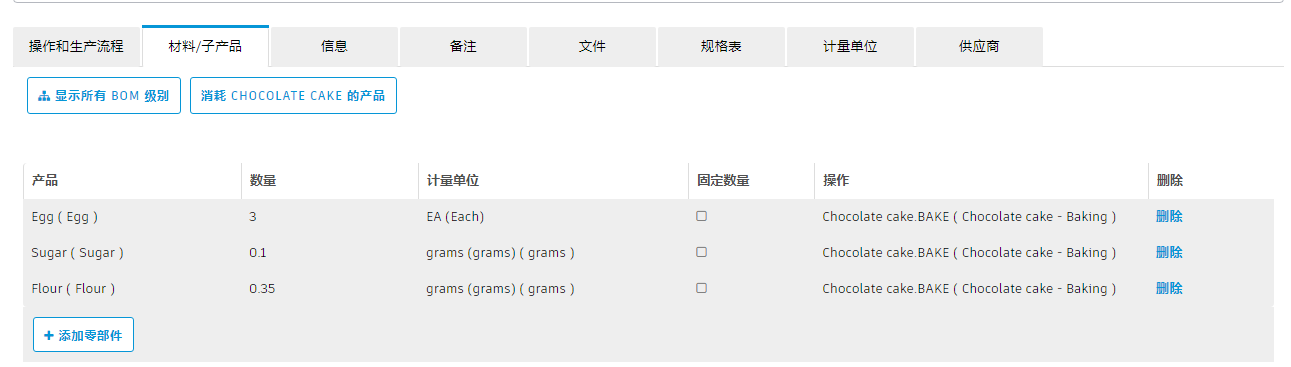 操作和生产流程 材料/子产品 信息 备注 文件 规格表 计量单位 供应商
显示所有 BOM 级别 消耗 CHOCOLATE CAKE 的产品
产品 数量 计量单位 固定数量 操作 删除
Egg ( Egg ) 3 EA (Each) Chocolate cake.BAKE ( Chocolate cake - Baking ) 删除
Sugar ( Sugar ) 0.1 grams (grams) ( grams ) Chocolate cake.BAKE ( Chocolate cake - Baking ) 删除
Flour ( Flour ) 0.35 grams (grams) ( grams ) Chocolate cake.BAKE ( Chocolate cake - Baking ) 删除
+ 添加零部件